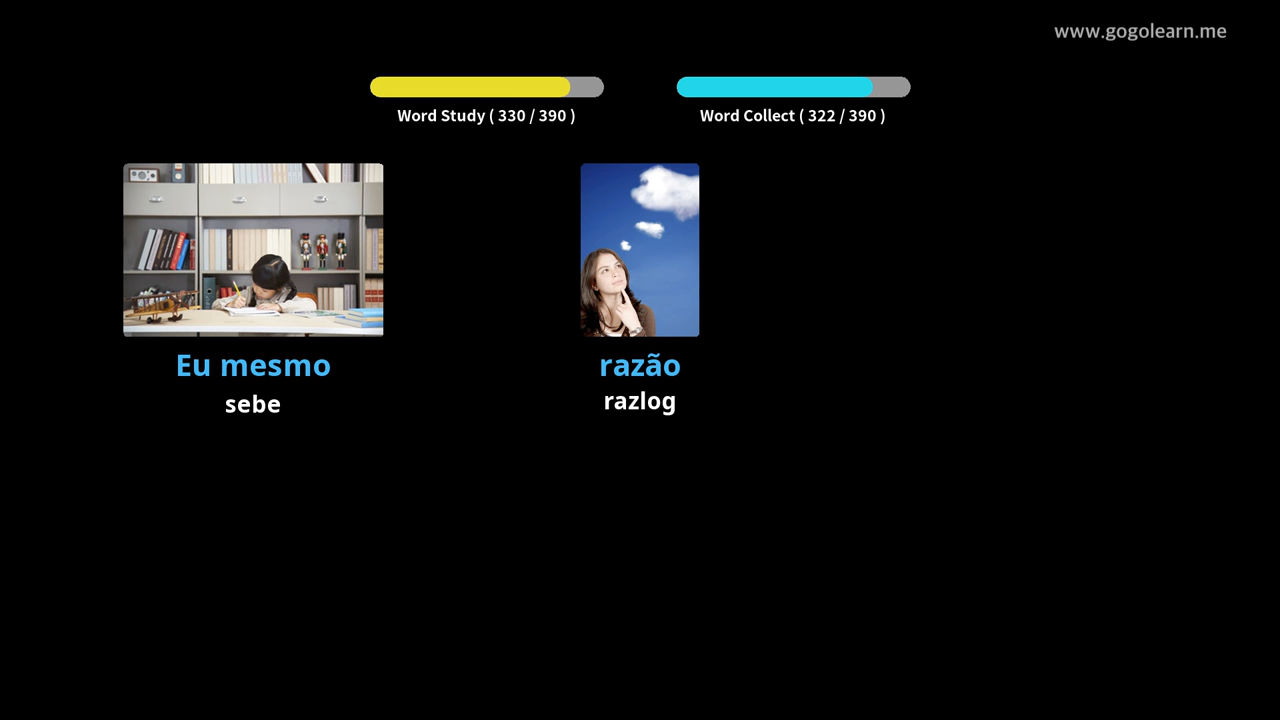 www.gogolearn.me
Word Study ( 330 / 390 )
Word Collect ( 322 / 390 )
Eu mesmo
sebe
razão
razlog